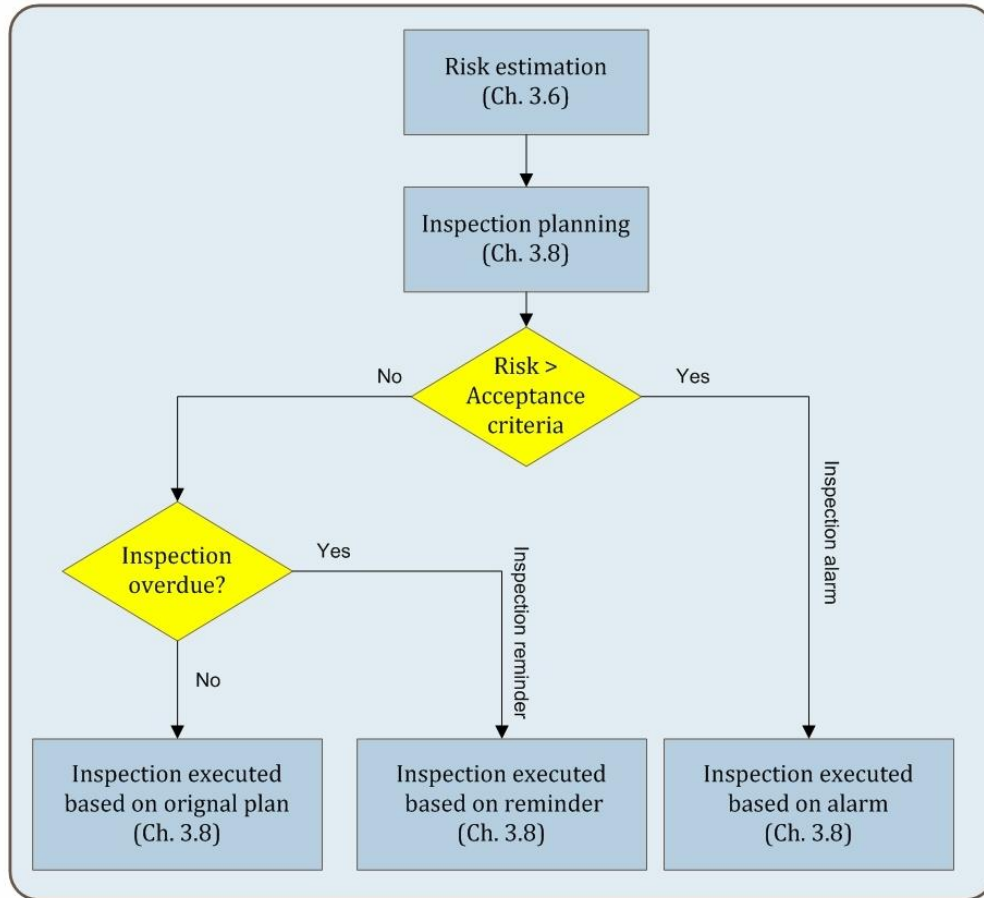 Risk estimation
(Ch. 3.6)
Inspection planning
(Ch. 3.8)
Risk >
Acceptance
criteria
No
Yes
Inspection alarm
Inspection
overdue?
Yes
Inspection reminder
No
Inspection executed
based on orignal plan
(Ch. 3.8)
Inspection executed
based on reminder
(Ch. 3.8)
Inspection executed
based on alarm
(Ch. 3.8)